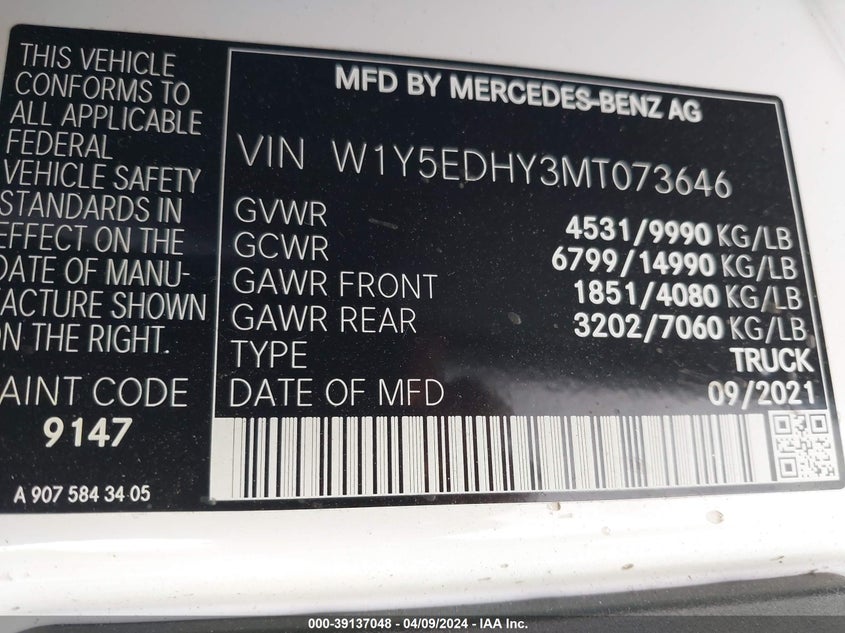 THIS VEHICLE
CONFORMS TO
ALL APPLICABLE
FEDERAL
VEHICLE SAFETY
STANDARDS IN
EFFECT ON THE
DATE OF MANU-
FACTURE SHOWN
ON THE RIGHT.
AINT CODE
9147
A 907 584 34 05
MFD BY MERCEDES-BENZ AG
VIN W1Y5EDHY3MT073646
GVWR 4531/9990 KG/LB
GCWR 6799/14990 KG/LB
GAWR FRONT 1851/4080 KG/LB
GAWR REAR 3202/7060 KG/LB
TYPE TRUCK
DATE OF MFD 09/2021
000-39137048 - 04/09/2024 - IAA Inc.